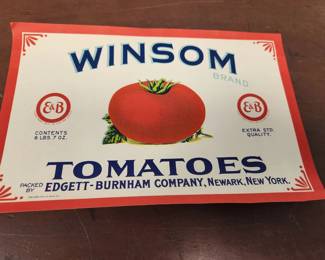 WINSOM
BRAND
E&B
E&B
CONTENTS
6 LBS. 7 OZ.
EXTRA STD.
QUALITY.
TOMATOES
PACKED BY EDGETT-BURNHAM COMPANY, NEWARK, NEW YORK.